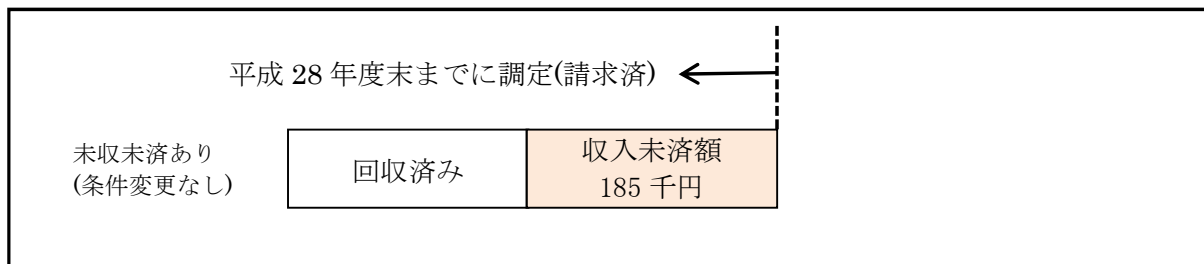 平成 28 年度末までに調定(請求済)
未収未済あり
(条件変更なし)
回収済み
収入未済額
185 千円